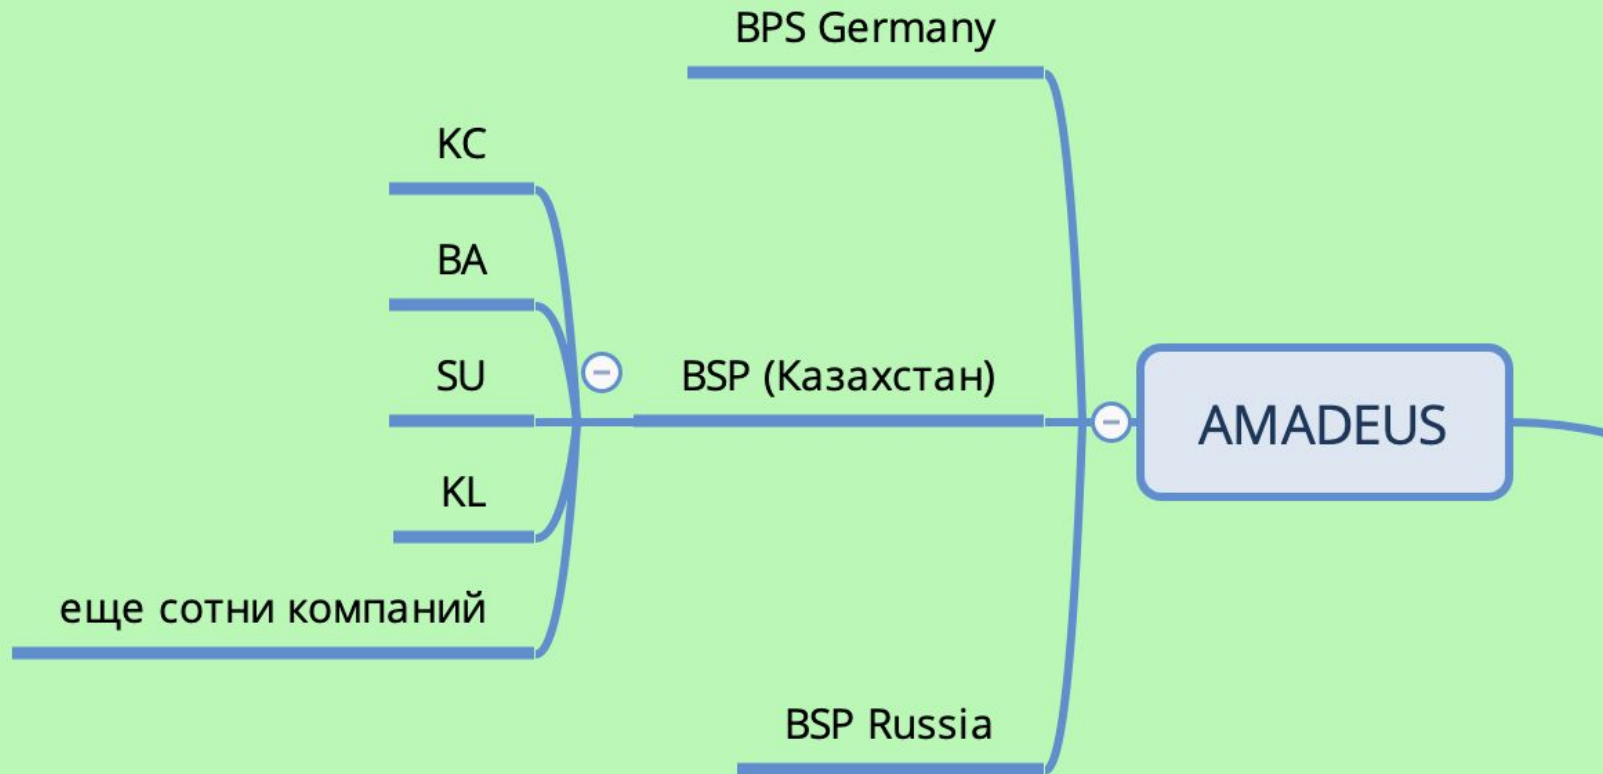 BPS Germany
KC
BA
SU
BSP (Казахстан)
AMADEUS
KL
еще сотни компаний
BSP Russia